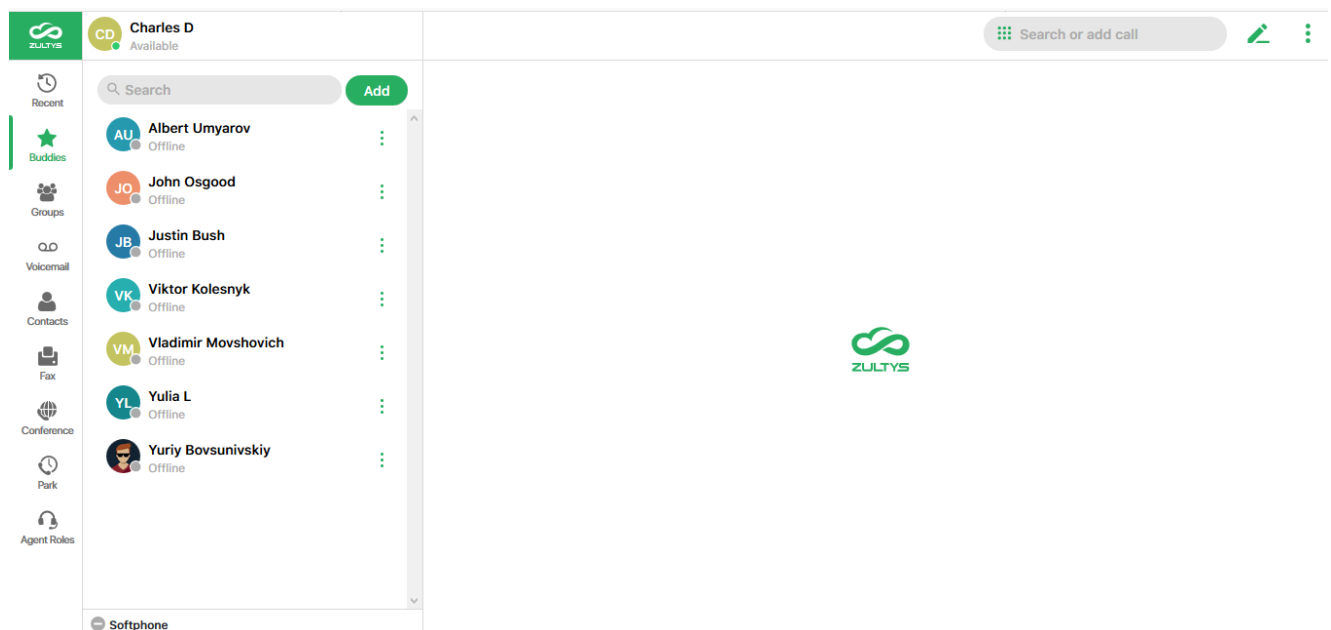 ZULTYS
CD
Charles D
Available
Search or add call
Recent
Buddies
Groups
Voicemail
Contacts
Fax
Conference
Park
Agent Roles
Search
Add
AU
Albert Umyarov
Offline
JO
John Osgood
Offline
JB
Justin Bush
Offline
VK
Viktor Kolesnyk
Offline
VM
Vladimir Movshovich
Offline
YL
Yulia L
Offline
Yuriy Bovsunivskiy
Offline
Softphone
ZULTYS